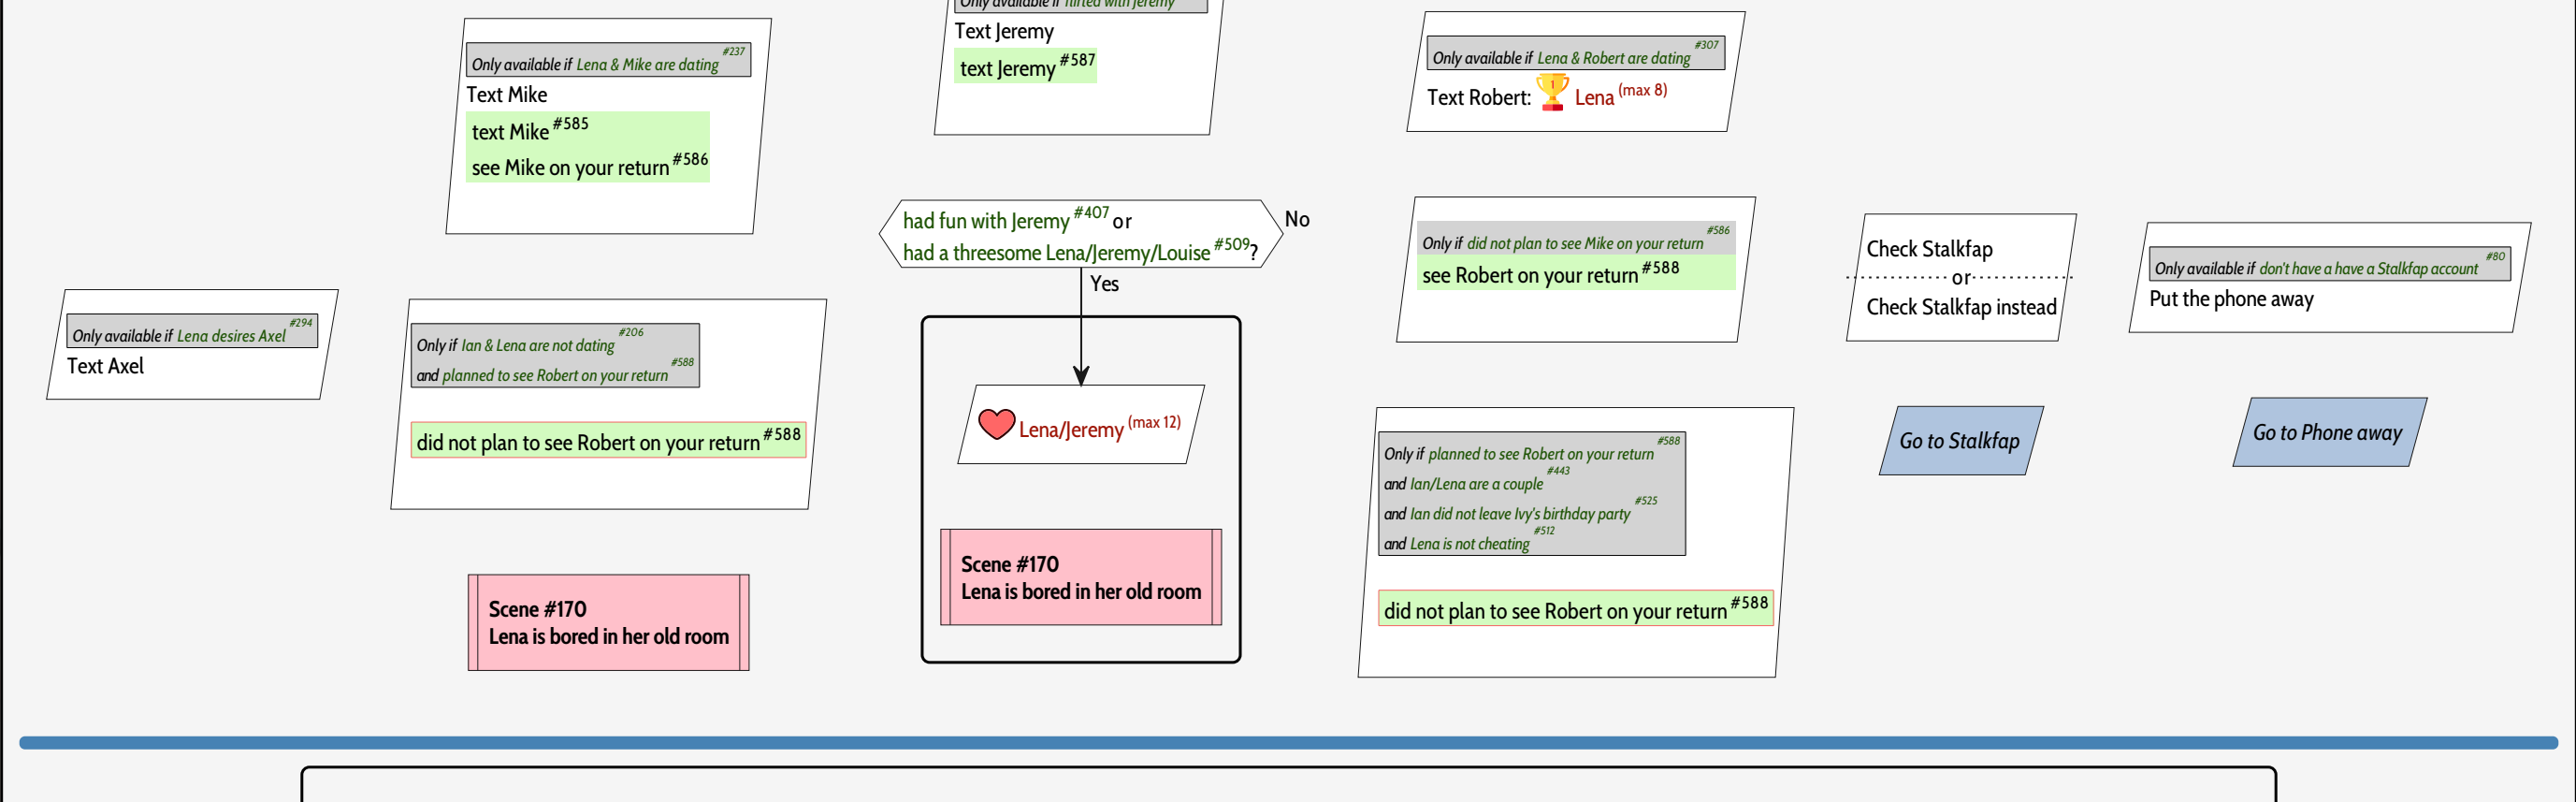 #237
Only available if Lena & Mike are dating
Text Mike
text Mike #585
see Mike on your return #586
Only available if flirted with Jeremy
Text Jeremy
text Jeremy #587
#307
Only available if Lena & Robert are dating
Text Robert: 1 Lena (max 8)
had fun with Jeremy #407 or
had a threesome Lena/Jeremy/Louise #509?
No
Yes
#586
Only if did not plan to see Mike on your return
see Robert on your return #588
Check Stalkfap
or
Check Stalkfap instead
#80
Only available if don't have a have a Stalkfap account
Put the phone away
#294
Only available if Lena desires Axel
Text Axel
#206
Only if Ian & Lena are not dating
#588
and planned to see Robert on your return
did not plan to see Robert on your return #588
Lena/Jeremy (max 12)
#588
Only if planned to see Robert on your return
#443
and Ian/Lena are a couple
#525
and Ian did not leave Ivy's birthday party
#512
and Lena is not cheating
did not plan to see Robert on your return #588
Go to Stalkfap
Go to Phone away
Scene #170
Lena is bored in her old room
Scene #170
Lena is bored in her old room